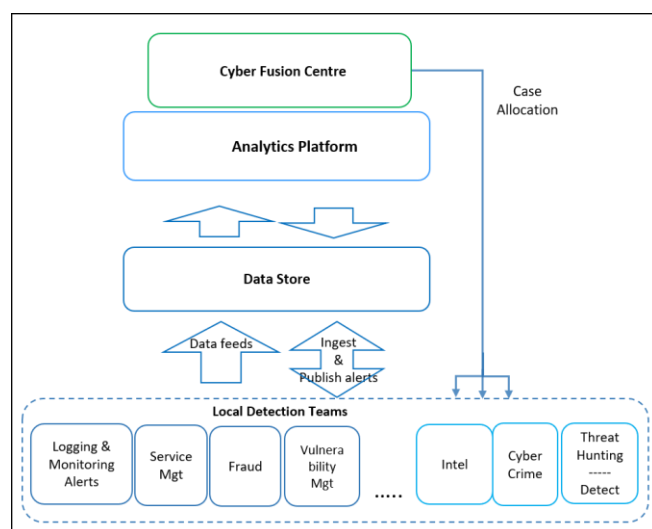 Cyber Fusion Centre
Case
Allocation
Analytics Platform
Data Store
Data feeds
Ingest
&
Publish alerts
Local Detection Teams
Logging &
Monitoring
Alerts
Service
Mgt
Fraud
Vulnera
bility
Mgt
.....
Intel
Cyber
Crime
Threat
Hunting
-----
Detect